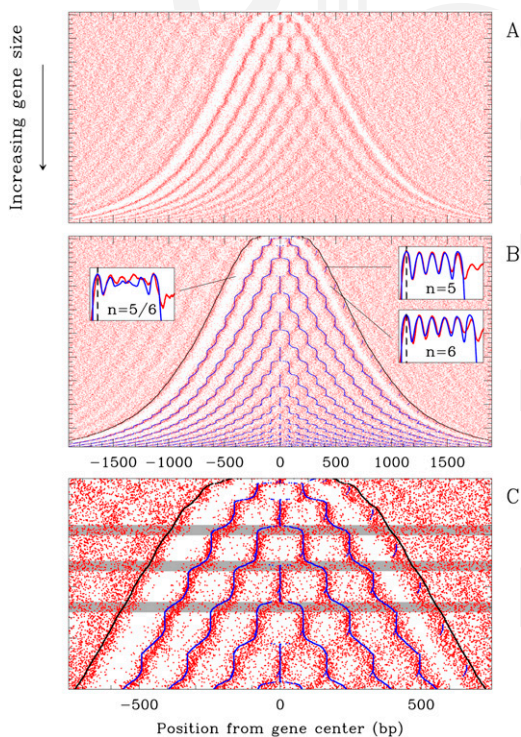 A
Increasing gene size
B
n=5/6
n=5
n=6
−1500 −1000 −500 0 500 1000 1500
C
−500 0 500
Position from gene center (bp)